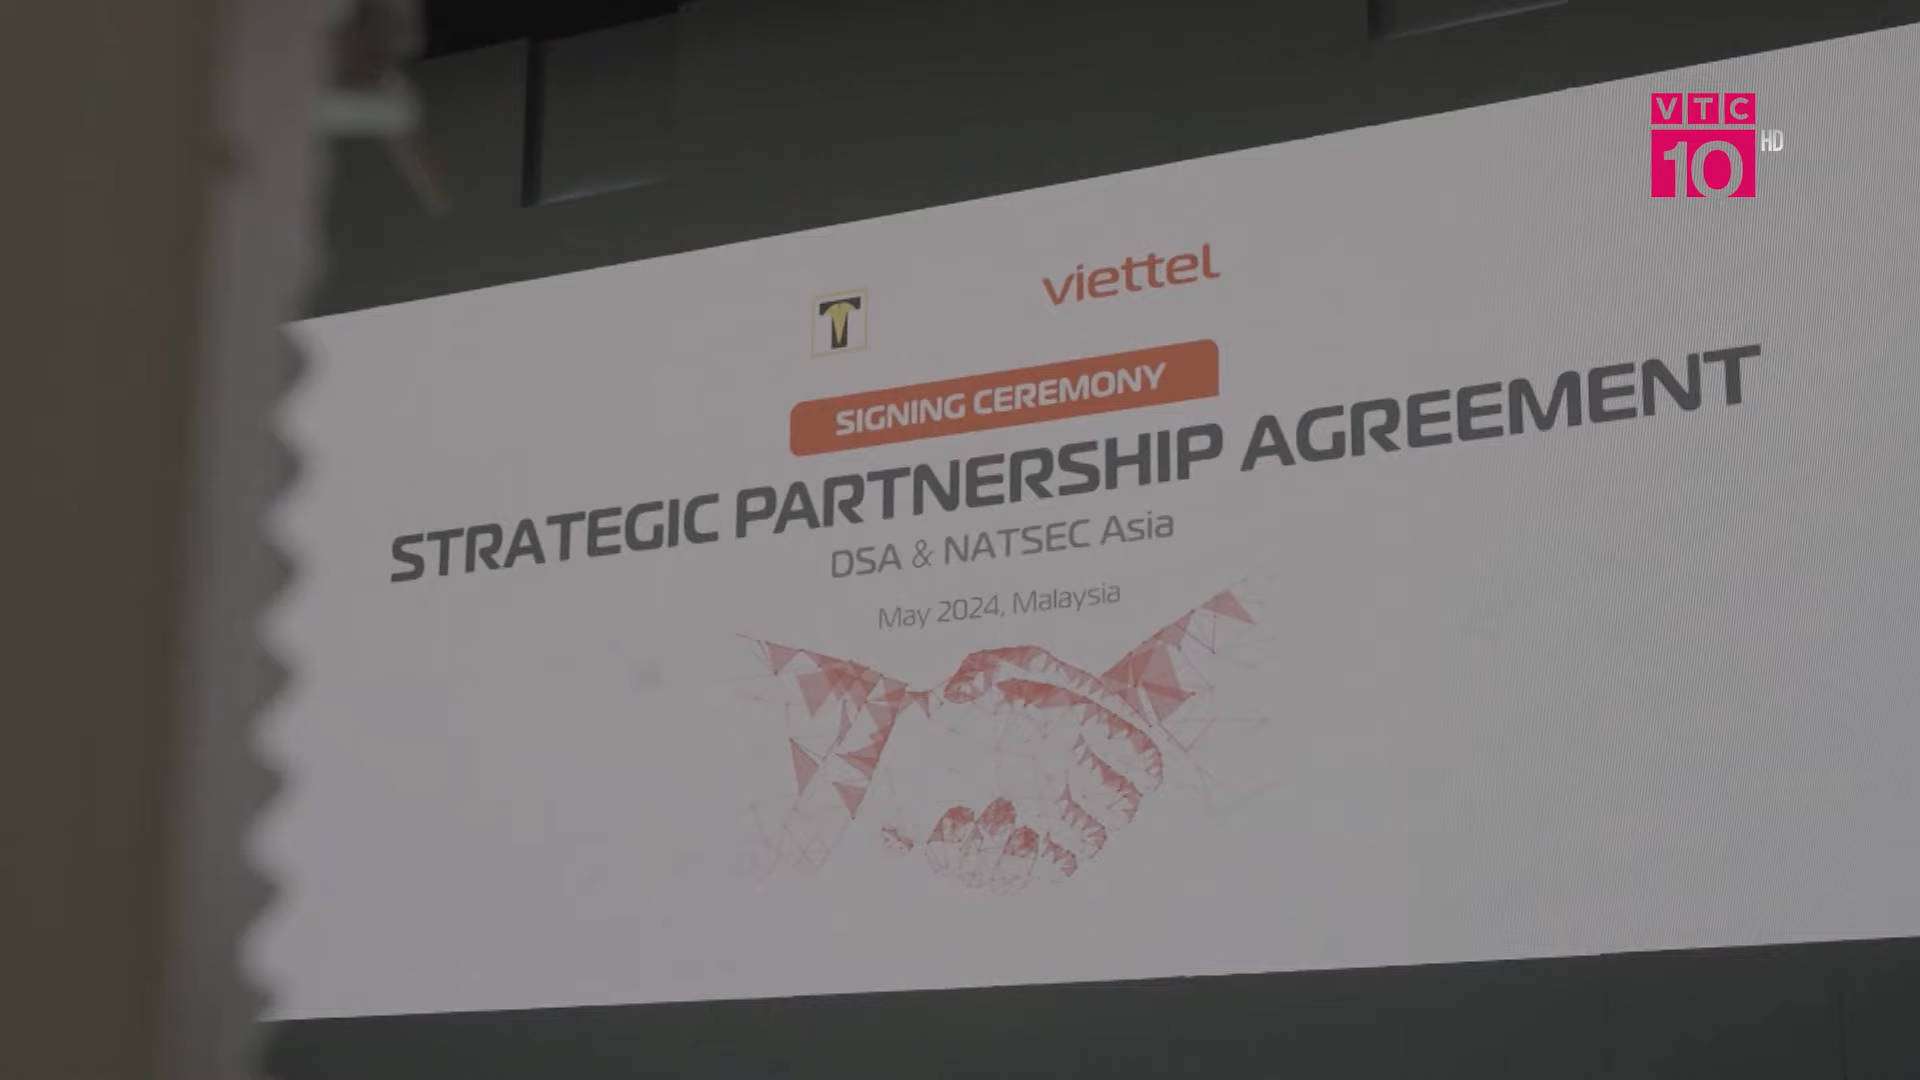 VTC
10 HD
viettel
T
SIGNING CEREMONY
STRATEGIC PARTNERSHIP AGREEMENT
DSA & NATSEC Asia
May 2024, Malaysia